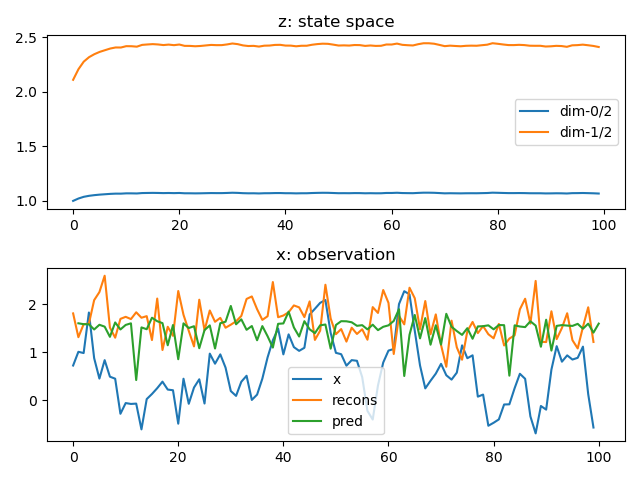 z: state space
2.5
2.0
1.5
1.0
dim-0/2
dim-1/2
0 20 40 60 80 100
x: observation
2
1
0
x
recons
pred
0 20 40 60 80 100